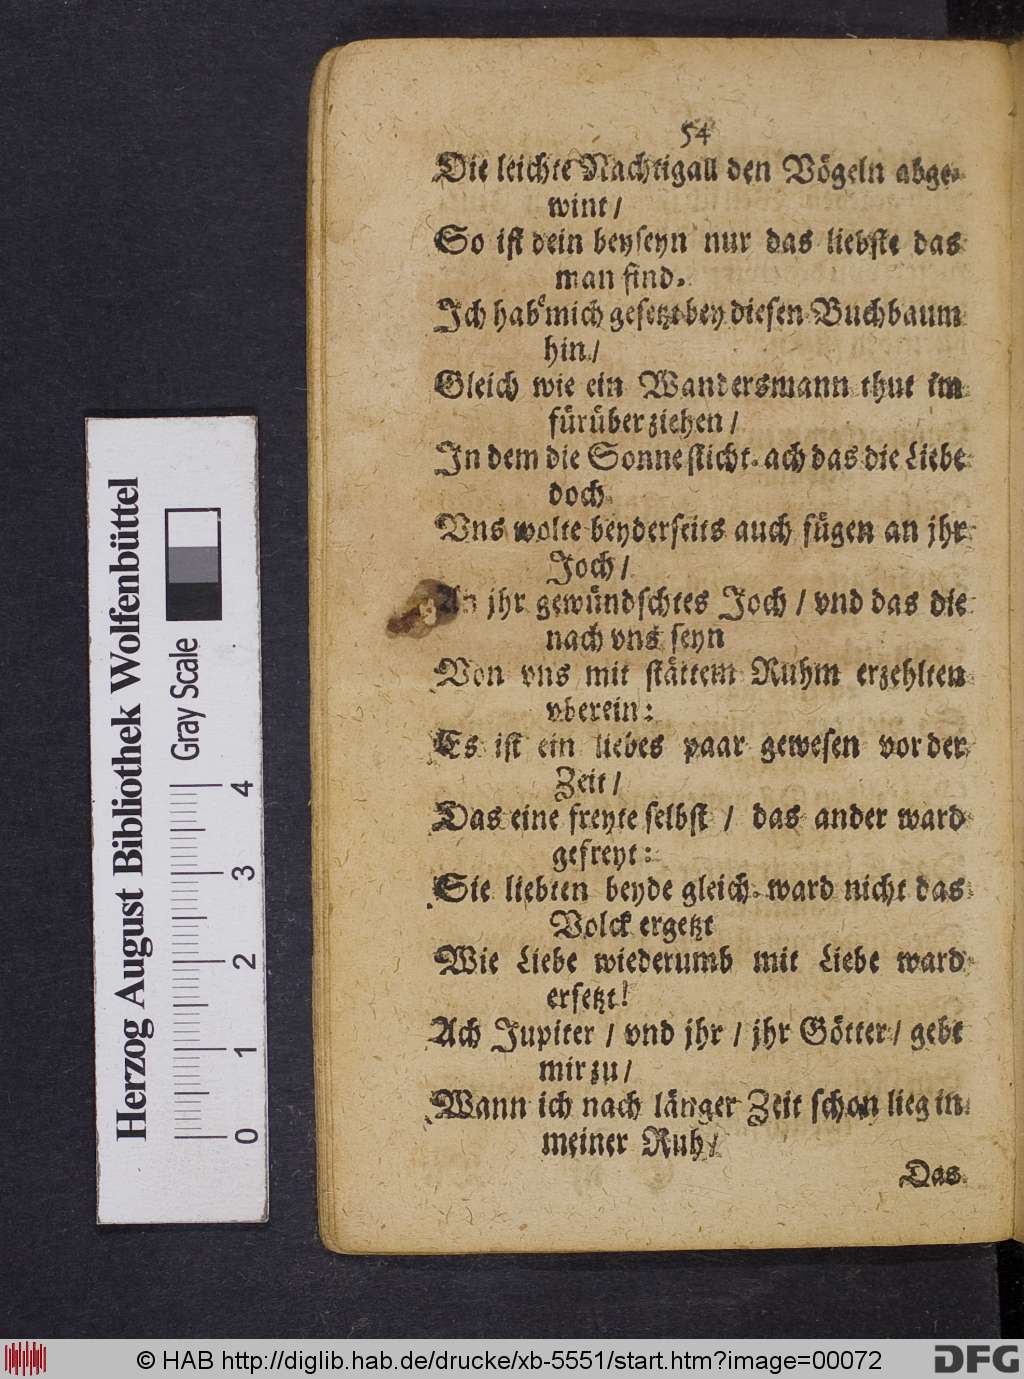 54
Die leichte Nachtigall den Vögeln abge-
wint /
So ist dein beyseyn nur das liebste das
man find.
Ich hab' mich gesetzt bey diesen Buchbaum
hin /
Gleich wie ein Wandersmann thut im
fürüberziehen /
In dem die Sonne sticht. ach das die Liebe
doch
Vns wolte beyderseits auch fügen an jhr
Joch /
An jhr gewündschtes Joch / vnd das die
nach vns seyn
Von vns mit stättem Ruhm erzehlten
vberein:
Es ist ein liebes paar gewesen vor der
Zeit /
Das eine freyte selbst / das ander ward
gefreyt:
Sie liebten beyde gleich. ward nicht das
Volck ergetzt
Wie Liebe wiederumb mit Liebe ward
ersetzt!
Ach Jupiter / vnd jhr / jhr Götter / gebt
mir zu /
Wann ich nach länger Zeit schon lieg in
meiner Ruh /
Das
Herzog August Bibliothek Wolfenbüttel
Gray Scale
0 1 2 3 4
© HAB http://diglib.hab.de/drucke/xb-5551/start.htm?image=00072
DFG